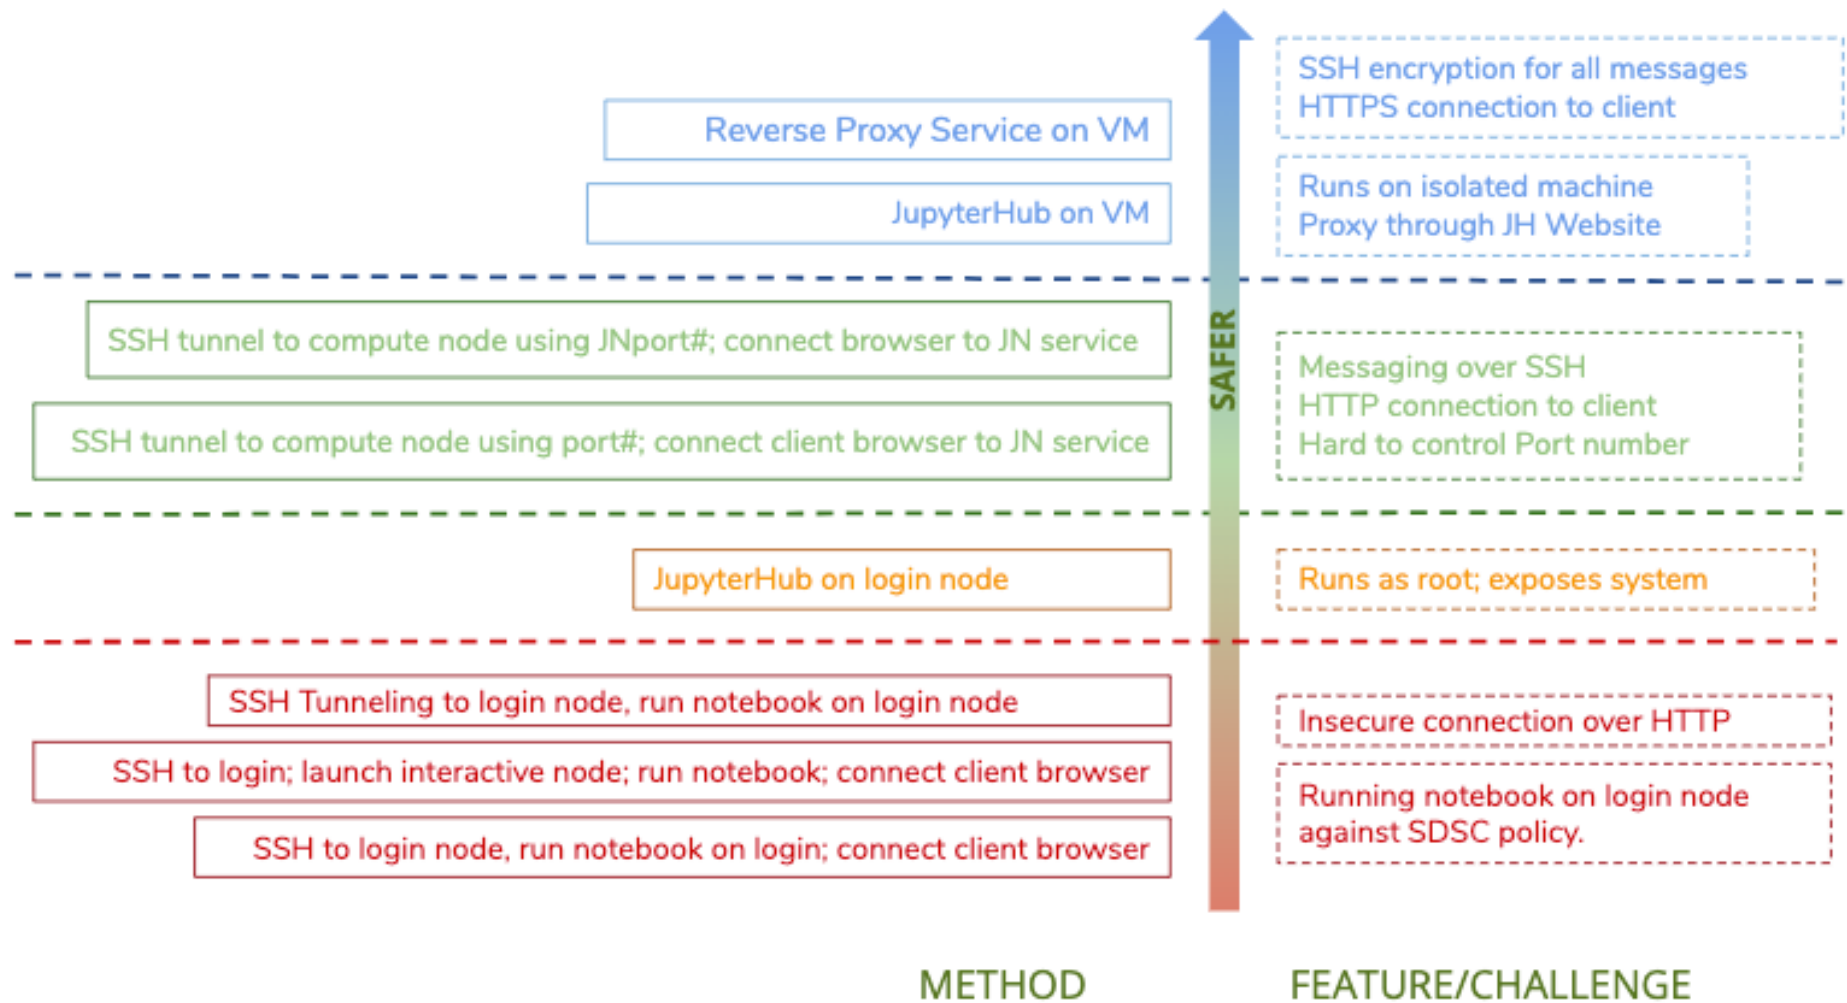 SSH encryption for all messages
HTTPS connection to client
Reverse Proxy Service on VM
JupyterHub on VM
Runs on isolated machine
Proxy through JH Website
SSH tunnel to compute node using JNport#; connect browser to JN service
SSH tunnel to compute node using port#; connect client browser to JN service
SAFER
Messaging over SSH
HTTP connection to client
Hard to control Port number
JupyterHub on login node
Runs as root; exposes system
SSH Tunneling to login node, run notebook on login node
SSH to login; launch interactive node; run notebook; connect client browser
SSH to login node, run notebook on login; connect client browser
Insecure connection over HTTP
Running notebook on login node
against SDSC policy.
METHOD
FEATURE/CHALLENGE